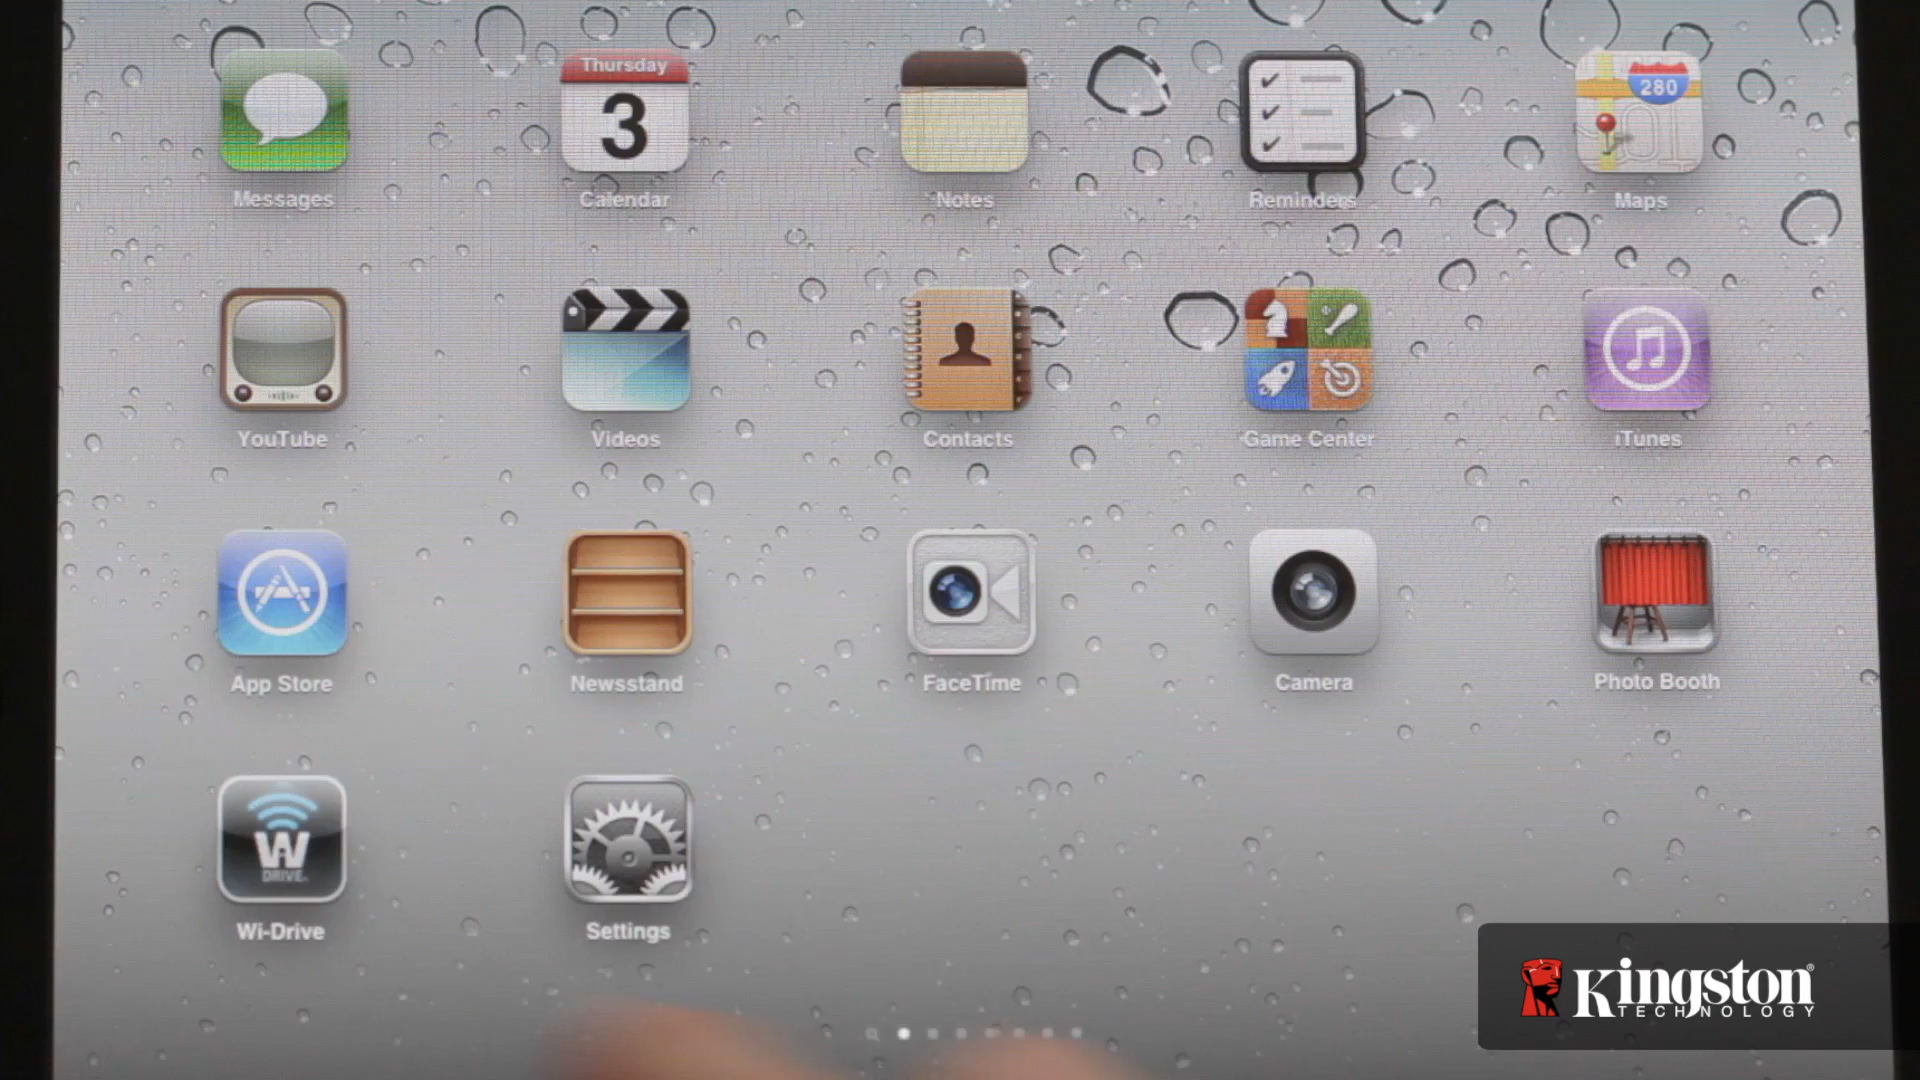 Thursday
3
280
Messages
Calendar
Notes
Reminders
Maps
YouTube
Videos
Contacts
Game Center
iTunes
App Store
Newsstand
FaceTime
Camera
Photo Booth
W
DRIVE
Wi-Drive
Settings
Kingston®
TECHNOLOGY